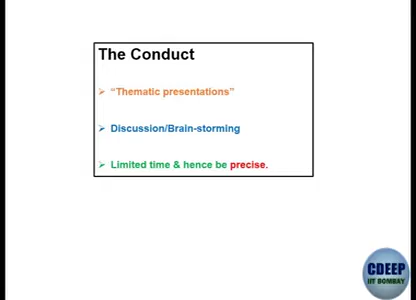 The Conduct
➢ “Thematic presentations”
➢ Discussion/Brain-storming
➢ Limited time & hence be precise.
CDEEP
IIT BOMBAY